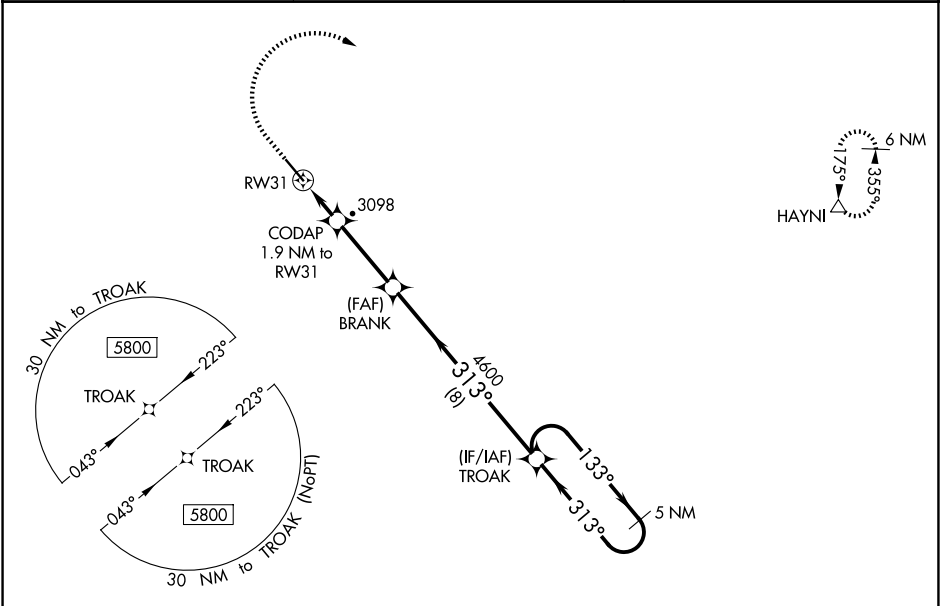 RW31
3098
CODAP
1.9 NM to
RW31
(FAF)
BRANK
4600
313°
(8)
(IF/IAF)
TROAK
133°
313°
5 NM
6 NM
175°
355°
HAYNI
30 NM to TROAK
5800
223°
TROAK
043°
223°
TROAK
043°
5800
30 NM to TROAK (NoPT)